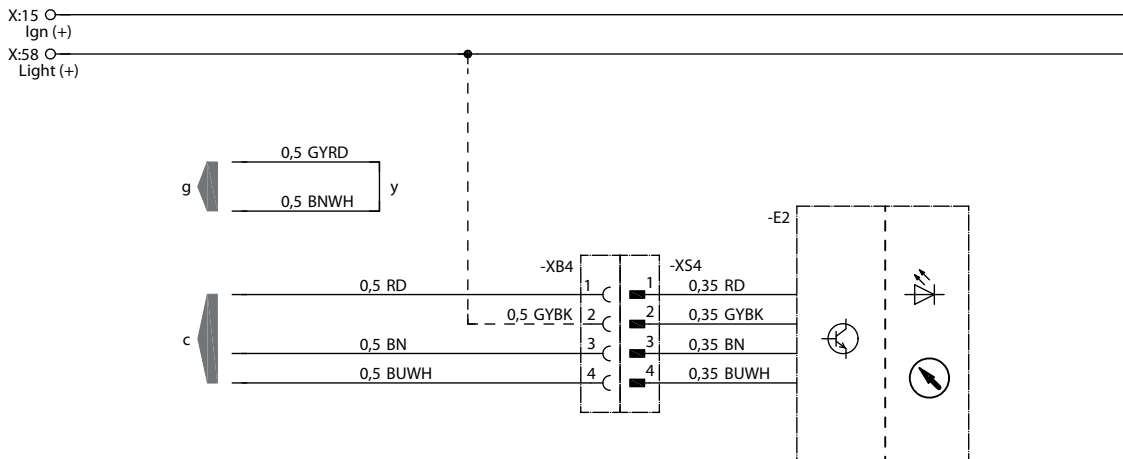 X:15
Ign (+)
X:58
Light (+)
0,5 GYRD
g
y
0,5 BNWH
-E2
-XB4
-XS4
0,5 RD
1
1
0,35 RD
0,5 GYBK
2
2
0,35 GYBK
c
0,5 BN
3
3
0,35 BN
0,5 BUWH
4
4
0,35 BUWH